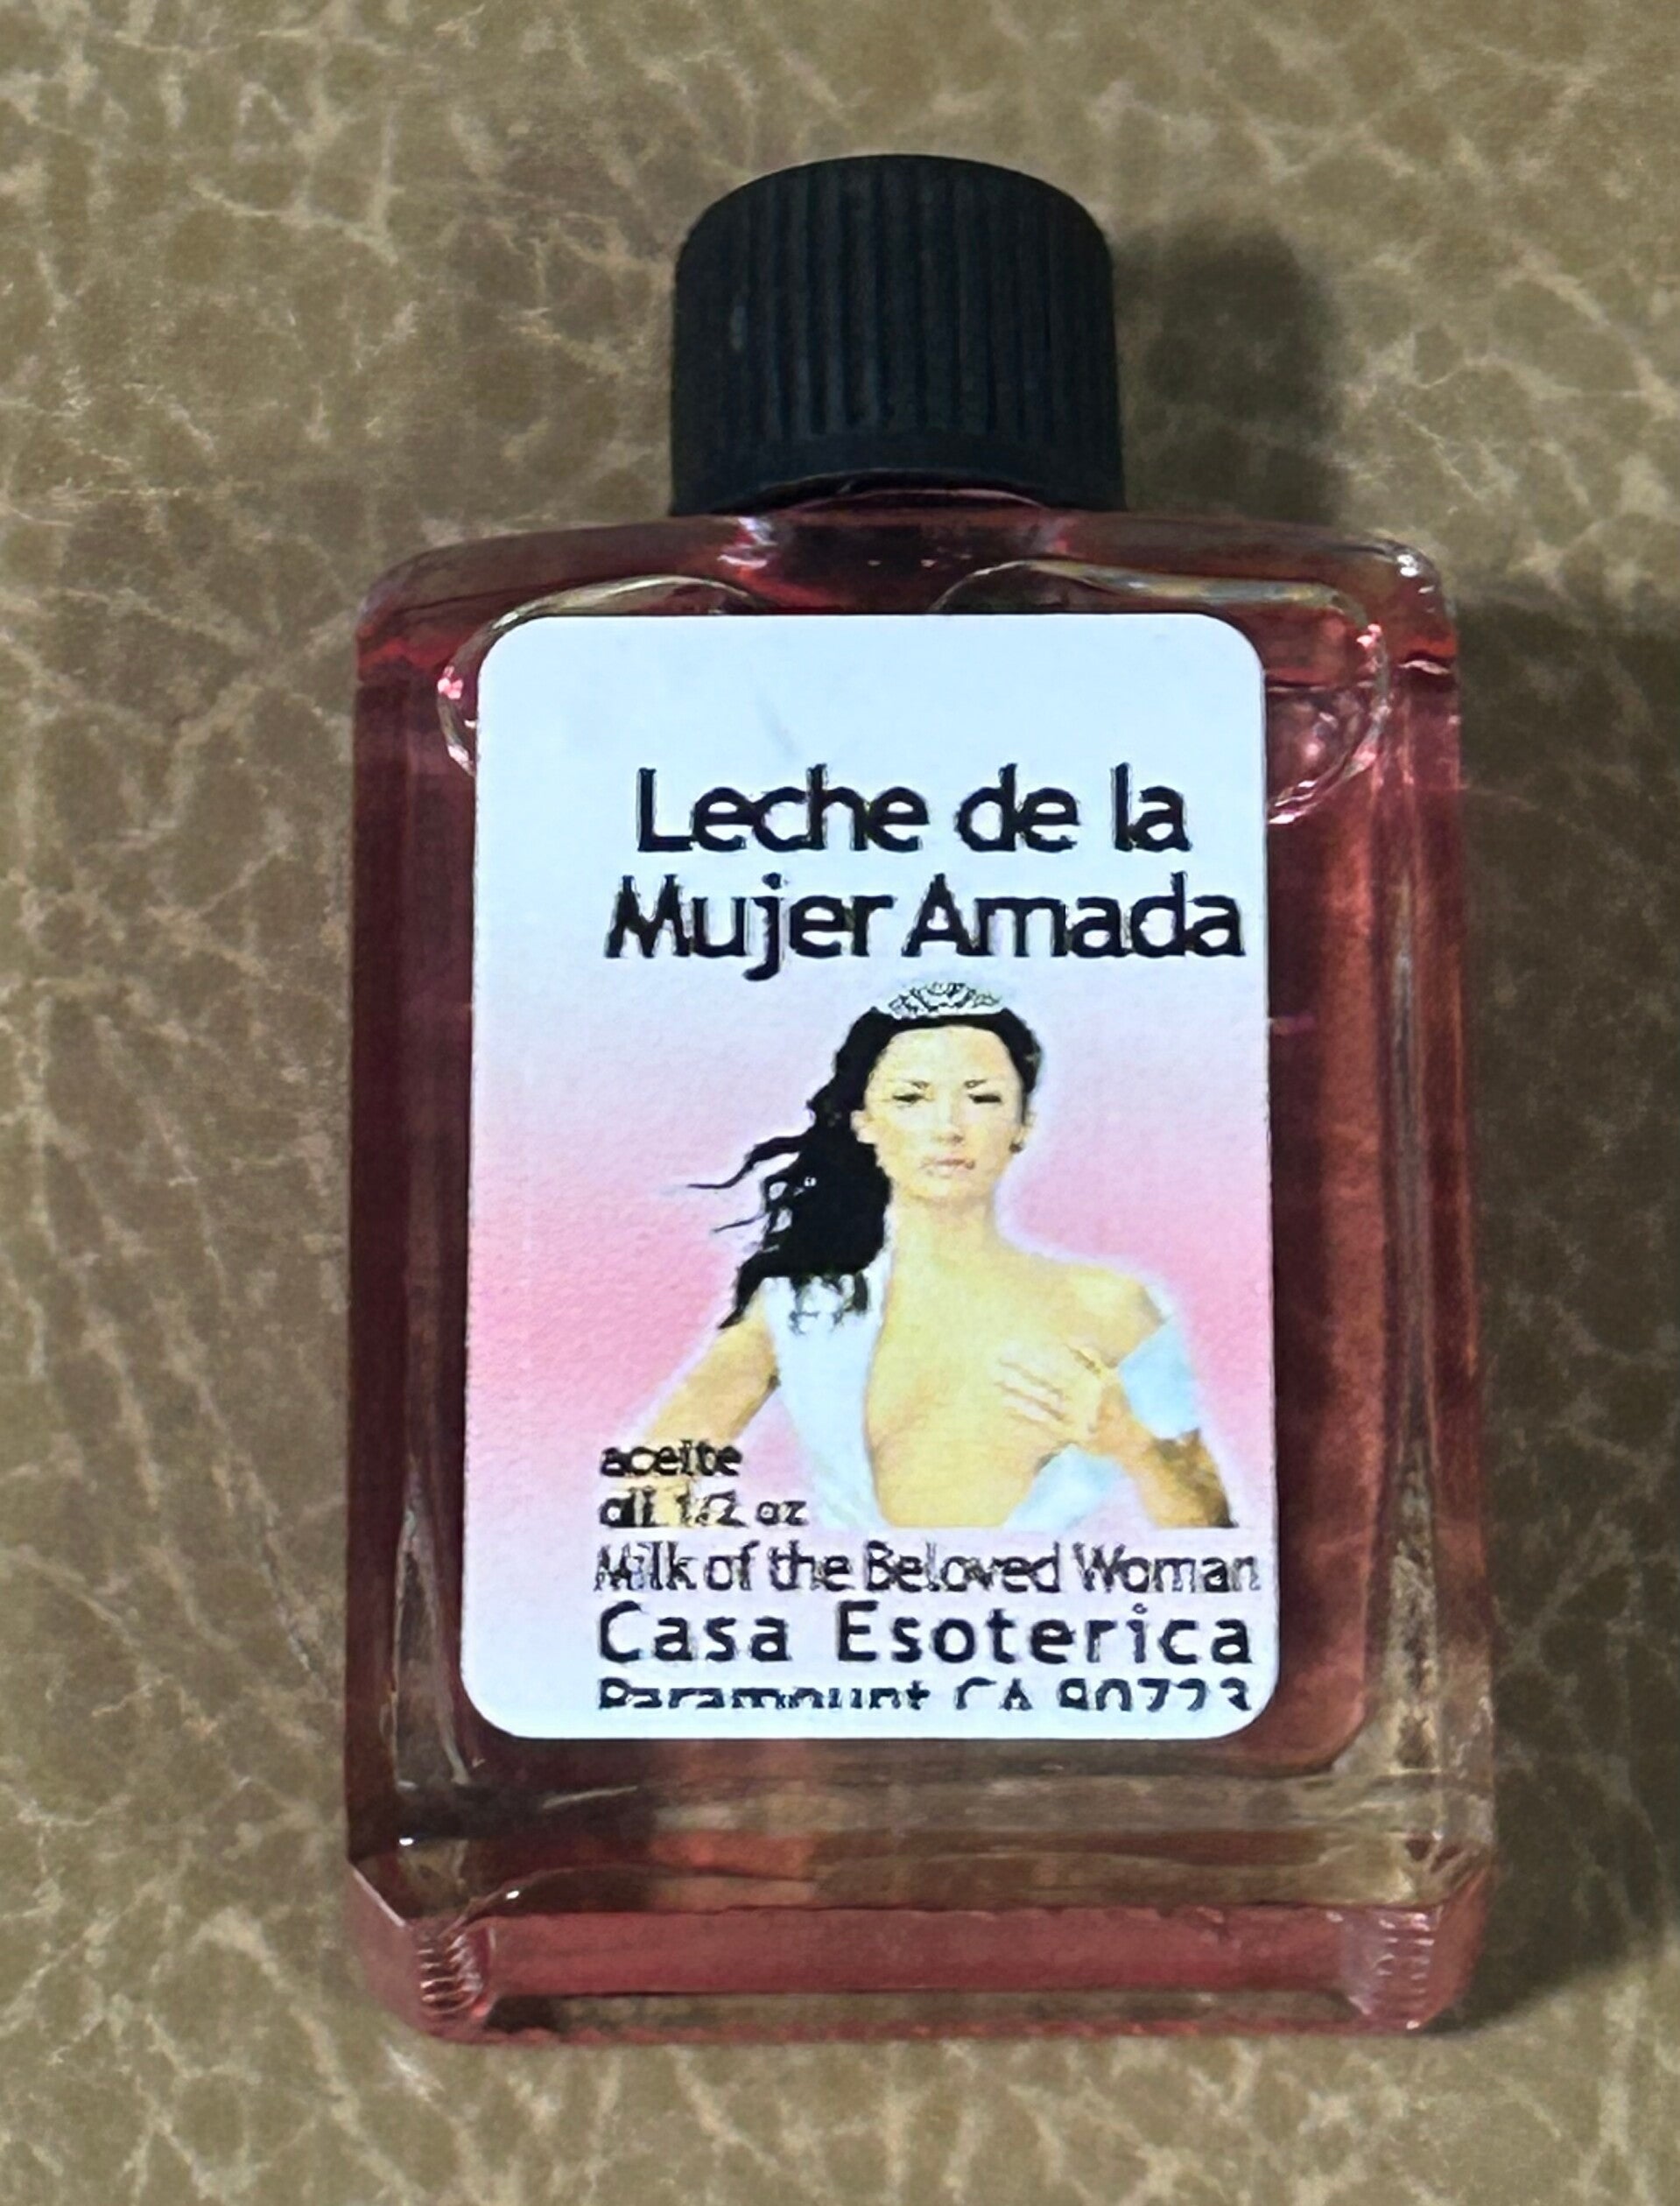 Leche de la
Mujer Amada
aceite
oil 1/2 oz
Milk of the Beloved Woman
Casa Esoterica
Paramount CA 90723